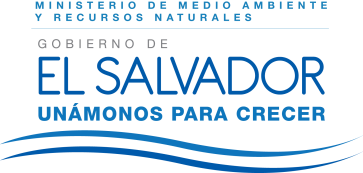 MINISTERIO DE MEDIO AMBIENTE
Y RECURSOS NATURALES
GOBIERNO DE
EL SALVADOR
UNÁMONOS PARA CRECER